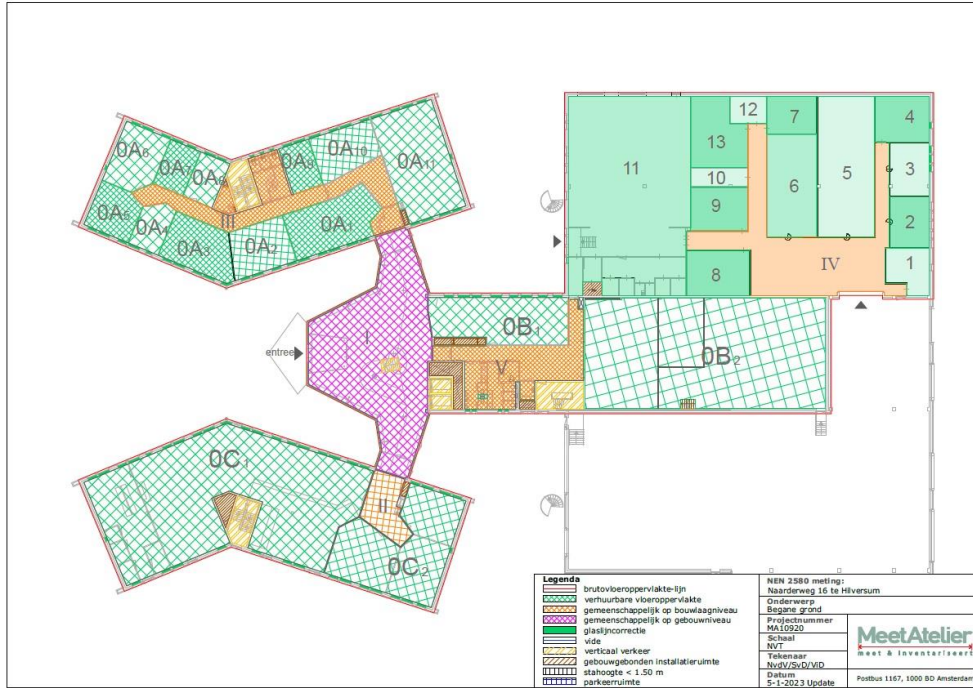 0A6
0A7
0A9
0A8
0A10
0A11
0A5
0A4
0A3
III
0A2
0A1
12
7
4
13
11
10
9
6
5
3
2
8
IV
1
I
entree
0B1
V
0B2
0C1
II
0C2
Legenda
brutovloeroppervlakte-lijn
verhuurbare vloeroppervlakte
gemeenschappelijk op bouwlaagniveau
gemeenschappelijk op gebouwniveau
glaslijncorrectie
vide
verticaal verkeer
gebouwgebonden installatieruimte
stahoogte < 1.50 m
parkeerruimte
NEN 2580 meting:
Naarderweg 16 te Hilversum
Onderwerp
Begane grond
Projectnummer
MA10920
Schaal
NVT
Tekenaar
NvdV/SvD/ViD
Datum
5-1-2023 Update
MeetAtelier
meet & inventariseert
Postbus 1167, 1000 BD Amsterdam